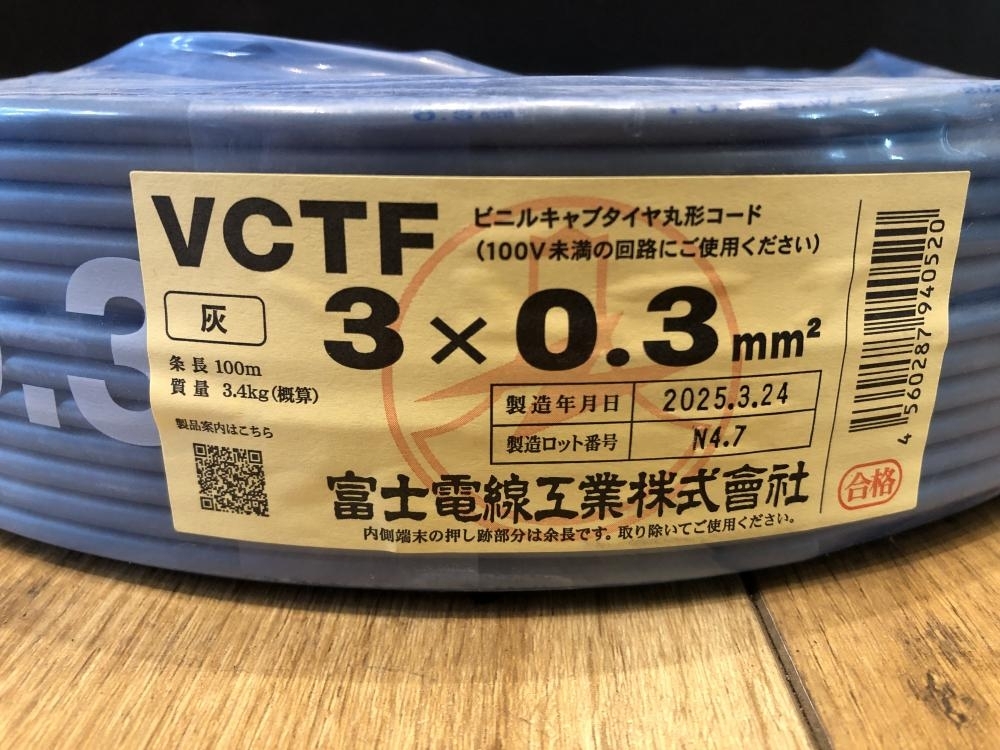 VCTF
ビニルキャブタイヤ丸形コード
(100V未満の回路にご使用ください)
灰
3×0.3mm²
条長 100m
質量 3.4kg(概算)
製造年月日 2025.3.24
製造ロット番号 N4.7
製品案内はこちら
富士電線工業株式會社
内側端末の押し跡部分は余長です。取り除いてご使用ください。
合格
4 560287 940520
.3